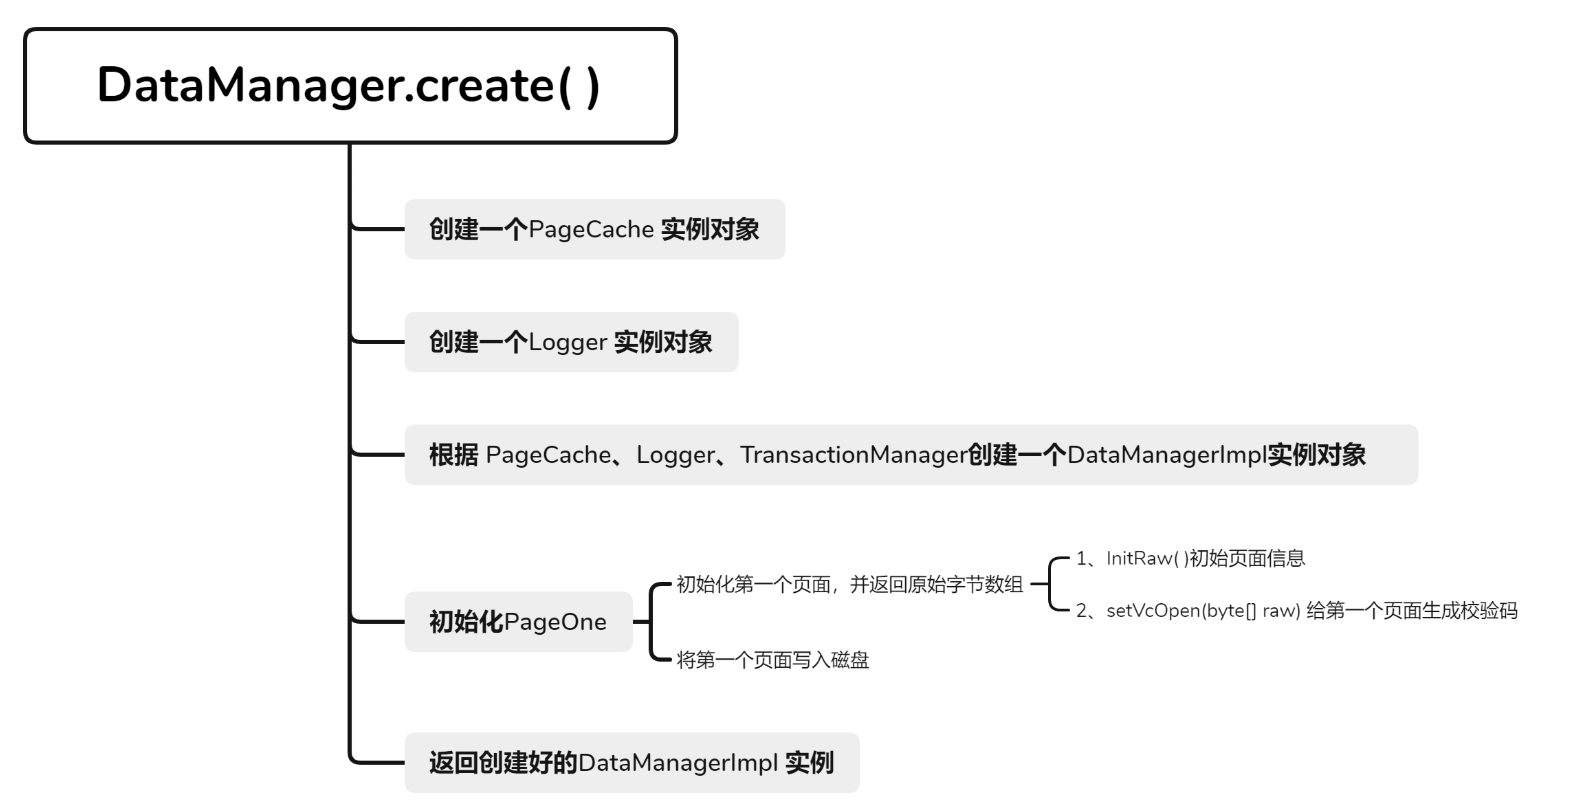 DataManager.create( )
创建一个PageCache 实例对象
创建一个Logger 实例对象
根据 PageCache、Logger、TransactionManager创建一个DataManagerImpl实例对象
初始化PageOne
初始化第一个页面，并返回原始字节数组
1、InitRaw( )初始页面信息
2、setVcOpen(byte[] raw) 给第一个页面生成校验码
将第一个页面写入磁盘
返回创建好的DataManagerImpl 实例